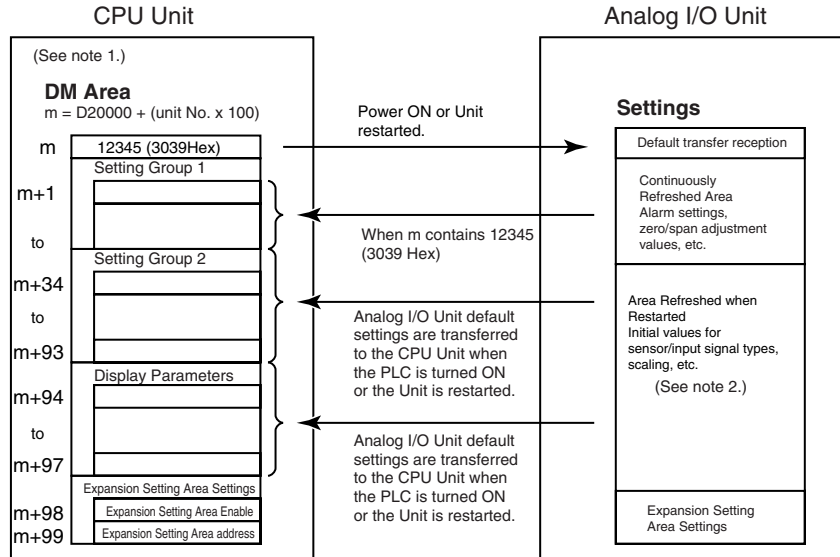 CPU Unit
Analog I/O Unit
(See note 1.)
DM Area
m = D20000 + (unit No. x 100)
m
12345 (3039Hex)
Power ON or Unit
restarted.
Settings
Default transfer reception
Setting Group 1
m+1
to
Continuously
Refreshed Area
Alarm settings,
zero/span adjustment
values, etc.
When m contains 12345
(3039 Hex)
Setting Group 2
m+34
to
m+93
Analog I/O Unit default
settings are transferred
to the CPU Unit when
the PLC is turned ON
or the Unit is restarted.
Area Refreshed when
Restarted
Initial values for
sensor/input signal types,
scaling, etc.
(See note 2.)
Display Parameters
m+94
to
m+97
Analog I/O Unit default
settings are transferred
to the CPU Unit when
the PLC is turned ON
or the Unit is restarted.
Expansion Setting Area Settings
m+98
Expansion Setting Area Enable
m+99
Expansion Setting Area address
Expansion Setting
Area Settings